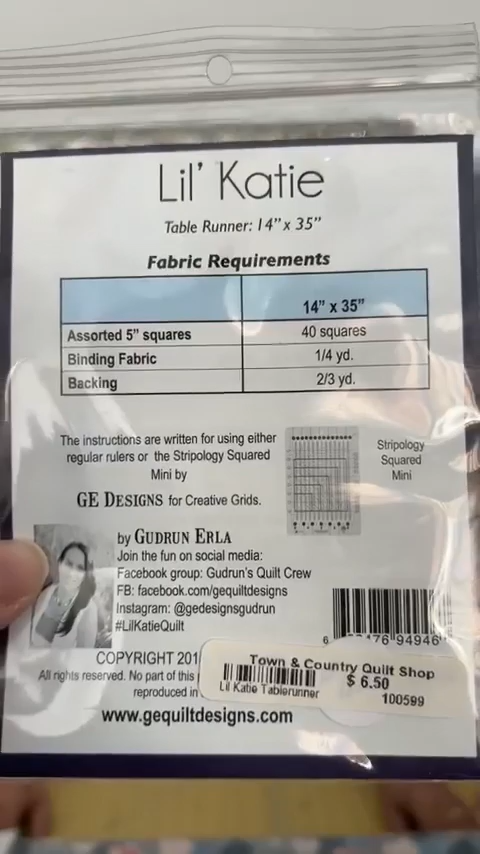 Lil' Katie
Table Runner: 14" x 35"
Fabric Requirements
14" x 35"
Assorted 5" squares 40 squares
Binding Fabric 1/4 yd.
Backing 2/3 yd.
The instructions are written for using either
regular rulers or the Stripology Squared
Mini by
GE DESIGNS for Creative Grids.
Stripology
Squared
Mini
by GUDRUN ERLA
Join the fun on social media:
Facebook group: Gudrun's Quilt Crew
FB: facebook.com/gequiltdesigns
Instagram: @gedesignsgudrun
#LilKatieQuilt
6 76 94946
COPYRIGHT 201
All rights reserved. No part of this
reproduced in
Town & Country Quilt Shop
$ 6.50
Lil Katie Tablerunner
100599
www.gequiltdesigns.com